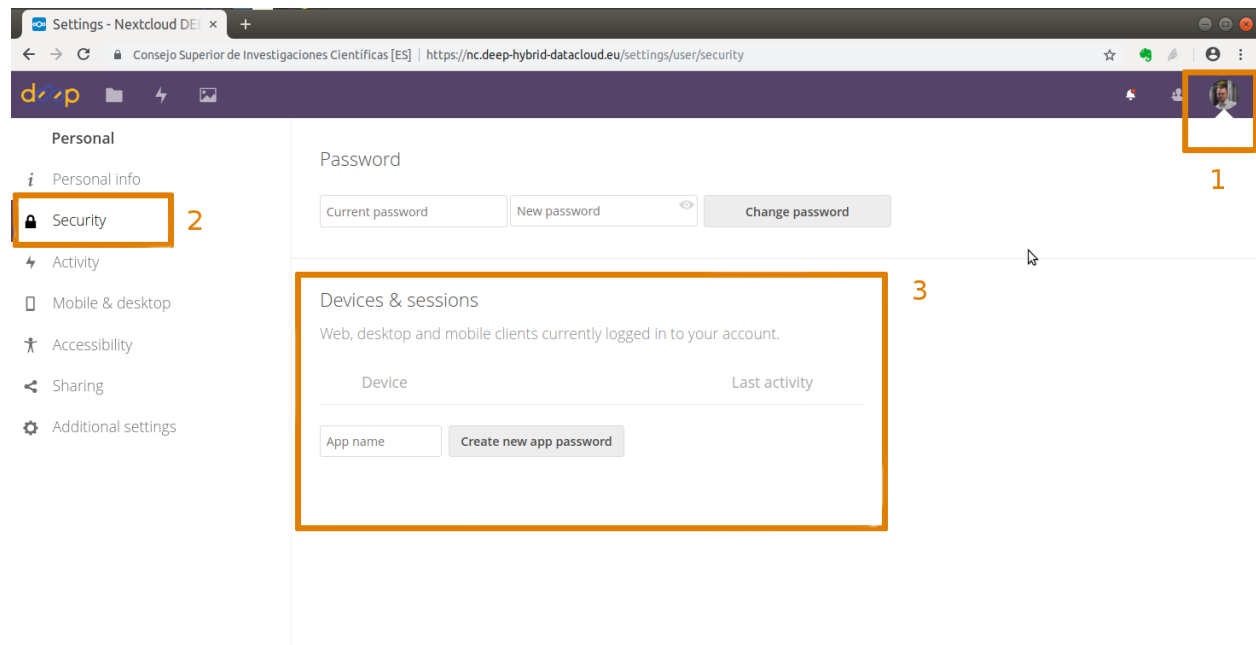 Settings - Nextcloud DEE
Consejo Superior de Investigaciones Científicas [ES] | https://nc.deep-hybrid-datacloud.eu/settings/user/security
deep
1
Personal
Personal info
Security
2
Activity
Mobile & desktop
Accessibility
Sharing
Additional settings
Password
Current password
New password
Change password
3
Devices & sessions
Web, desktop and mobile clients currently logged in to your account.
Device
Last activity
App name
Create new app password